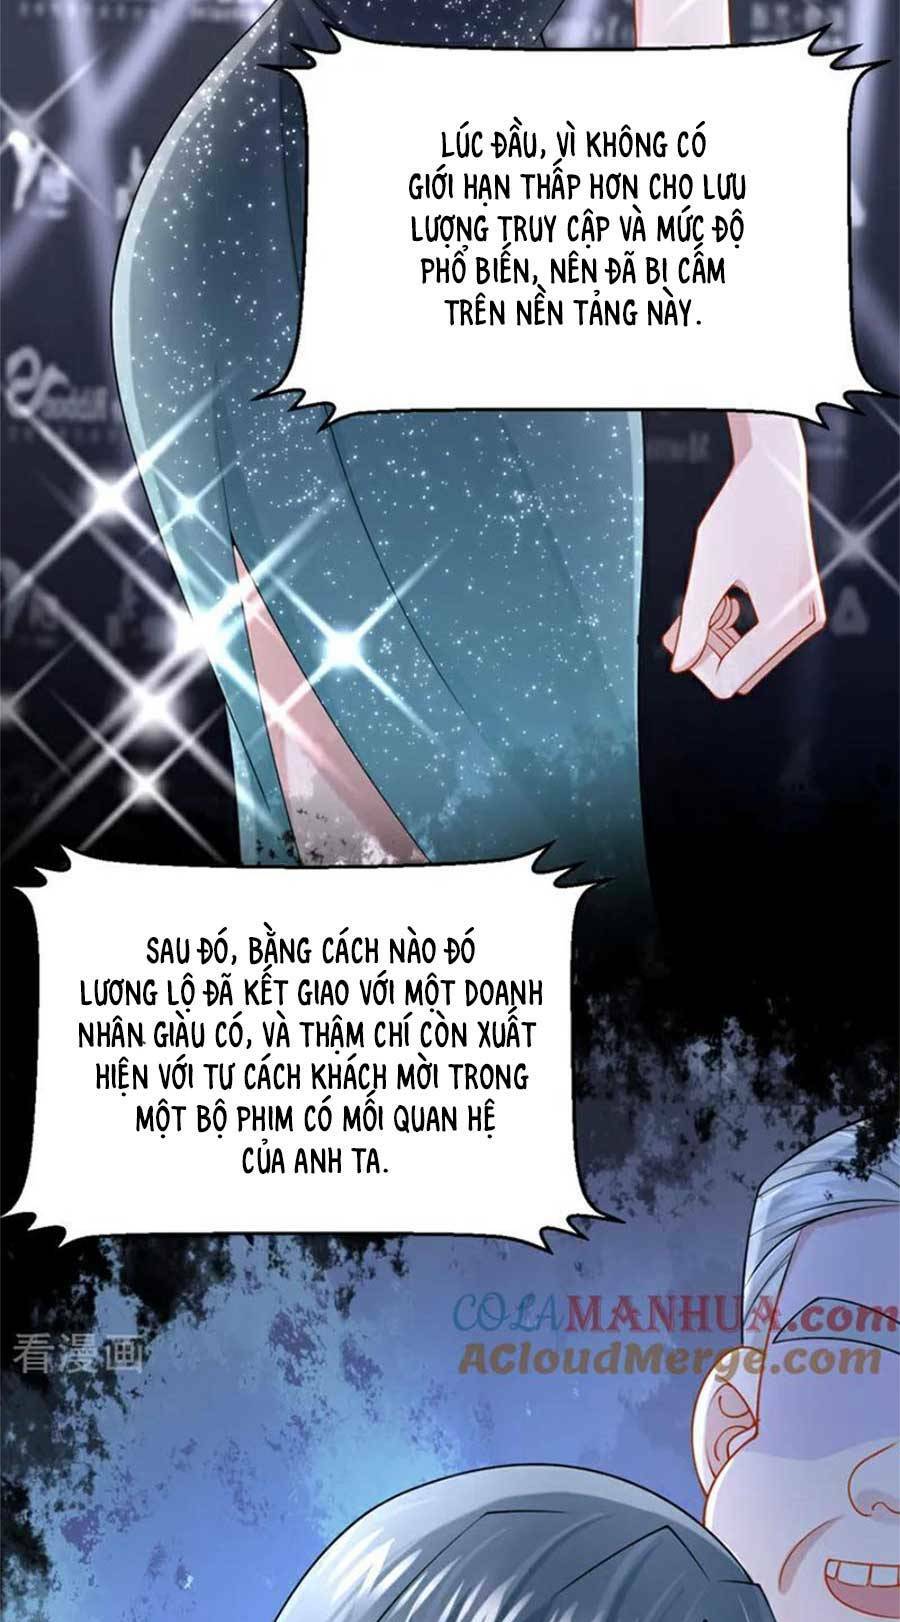 LÚC ĐẦU, VÌ KHÔNG CÓ
GIỚI HẠN THẤP HƠN CHO LƯU
LƯỢNG TRUY CẬP VÀ MỨC ĐỘ
PHỔ BIẾN, NÊN ĐÃ BỊ CẤM
TRÊN NỀN TẢNG NÀY.
SAU ĐÓ, BẰNG CÁCH NÀO ĐÓ
LƯƠNG LỘ ĐÃ KẾT GIAO VỚI MỘT DOANH
NHÂN GIÀU CÓ, VÀ THẬM CHÍ CÒN XUẤT
HIỆN VỚI TƯ CÁCH KHÁCH MỜI TRONG
MỘT BỘ PHIM CÓ MỐI QUAN HỆ
CỦA ANH TA.
COLAMANHUA.com
ACloudMerge.com
看漫画